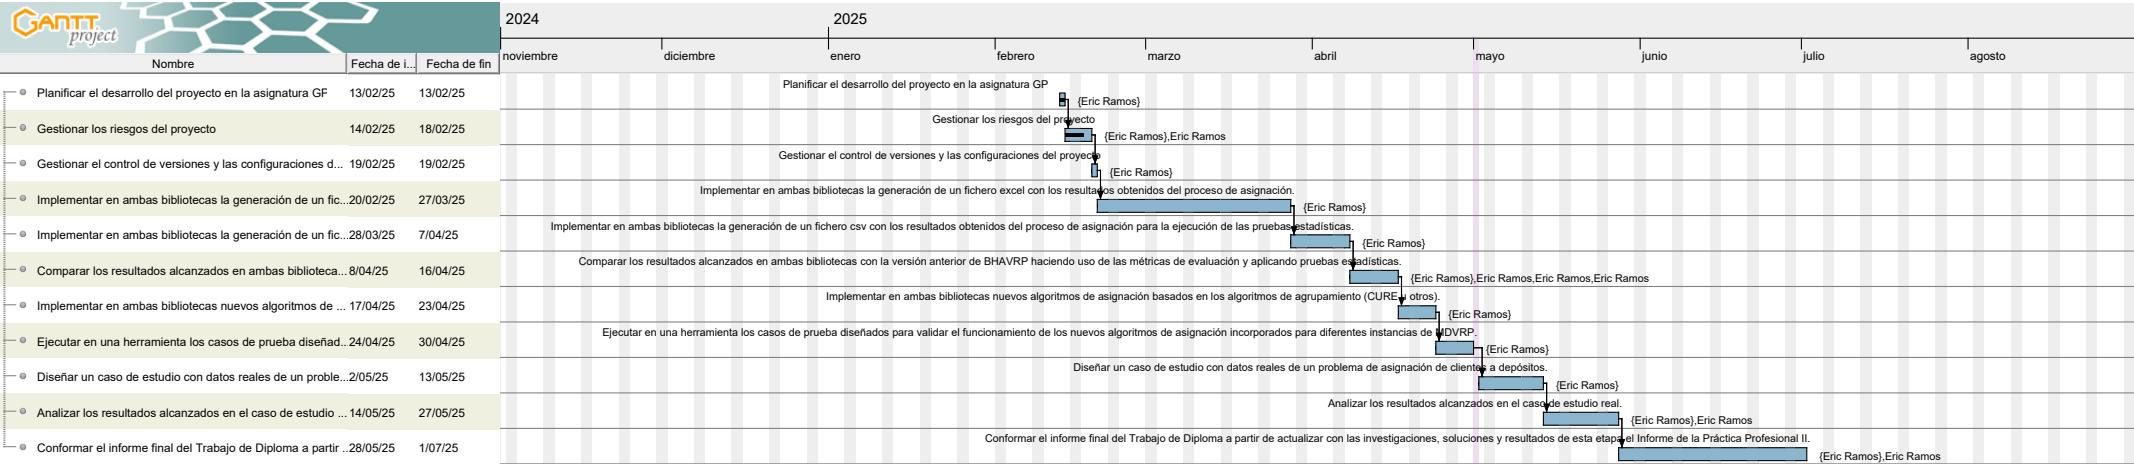 GANTT
project
2024
2025
noviembre
diciembre
enero
febrero
marzo
abril
mayo
junio
julio
agosto
Nombre
Fecha de i...
Fecha de fin
Planificar el desarrollo del proyecto en la asignatura GP
13/02/25
13/02/25
Planificar el desarrollo del proyecto en la asignatura GP
{Eric Ramos}
Gestionar los riesgos del proyecto
14/02/25
18/02/25
Gestionar los riesgos del proyecto
{Eric Ramos},Eric Ramos
Gestionar el control de versiones y las configuraciones d...
19/02/25
19/02/25
Gestionar el control de versiones y las configuraciones del proyecto
{Eric Ramos}
Implementar en ambas bibliotecas la generación de un fic...
20/02/25
27/03/25
Implementar en ambas bibliotecas la generación de un fichero excel con los resultados obtenidos del proceso de asignación.
{Eric Ramos}
Implementar en ambas bibliotecas la generación de un fic...
28/03/25
7/04/25
Implementar en ambas bibliotecas la generación de un fichero csv con los resultados obtenidos del proceso de asignación para la ejecución de las pruebas estadísticas.
{Eric Ramos}
Comparar los resultados alcanzados en ambas biblioteca...
8/04/25
16/04/25
Comparar los resultados alcanzados en ambas bibliotecas con la versión anterior de BHAVRP haciendo uso de las métricas de evaluación y aplicando pruebas estadísticas.
{Eric Ramos},Eric Ramos,Eric Ramos,Eric Ramos
Implementar en ambas bibliotecas nuevos algoritmos de ...
17/04/25
23/04/25
Implementar en ambas bibliotecas nuevos algoritmos de asignación basados en los algoritmos de agrupamiento (CURE u otros).
{Eric Ramos}
Ejecutar en una herramienta los casos de prueba diseñad...
24/04/25
30/04/25
Ejecutar en una herramienta los casos de prueba diseñados para validar el funcionamiento de los nuevos algoritmos de asignación incorporados para diferentes instancias de MDVRP.
{Eric Ramos}
Diseñar un caso de estudio con datos reales de un proble...
2/05/25
13/05/25
Diseñar un caso de estudio con datos reales de un problema de asignación de clientes a depósitos.
{Eric Ramos}
Analizar los resultados alcanzados en el caso de estudio ...
14/05/25
27/05/25
Analizar los resultados alcanzados en el caso de estudio real.
{Eric Ramos},Eric Ramos
Conformar el informe final del Trabajo de Diploma a partir ...
28/05/25
1/07/25
Conformar el informe final del Trabajo de Diploma a partir de actualizar con las investigaciones, soluciones y resultados de esta etapa el Informe de la Práctica Profesional II.
{Eric Ramos},Eric Ramos